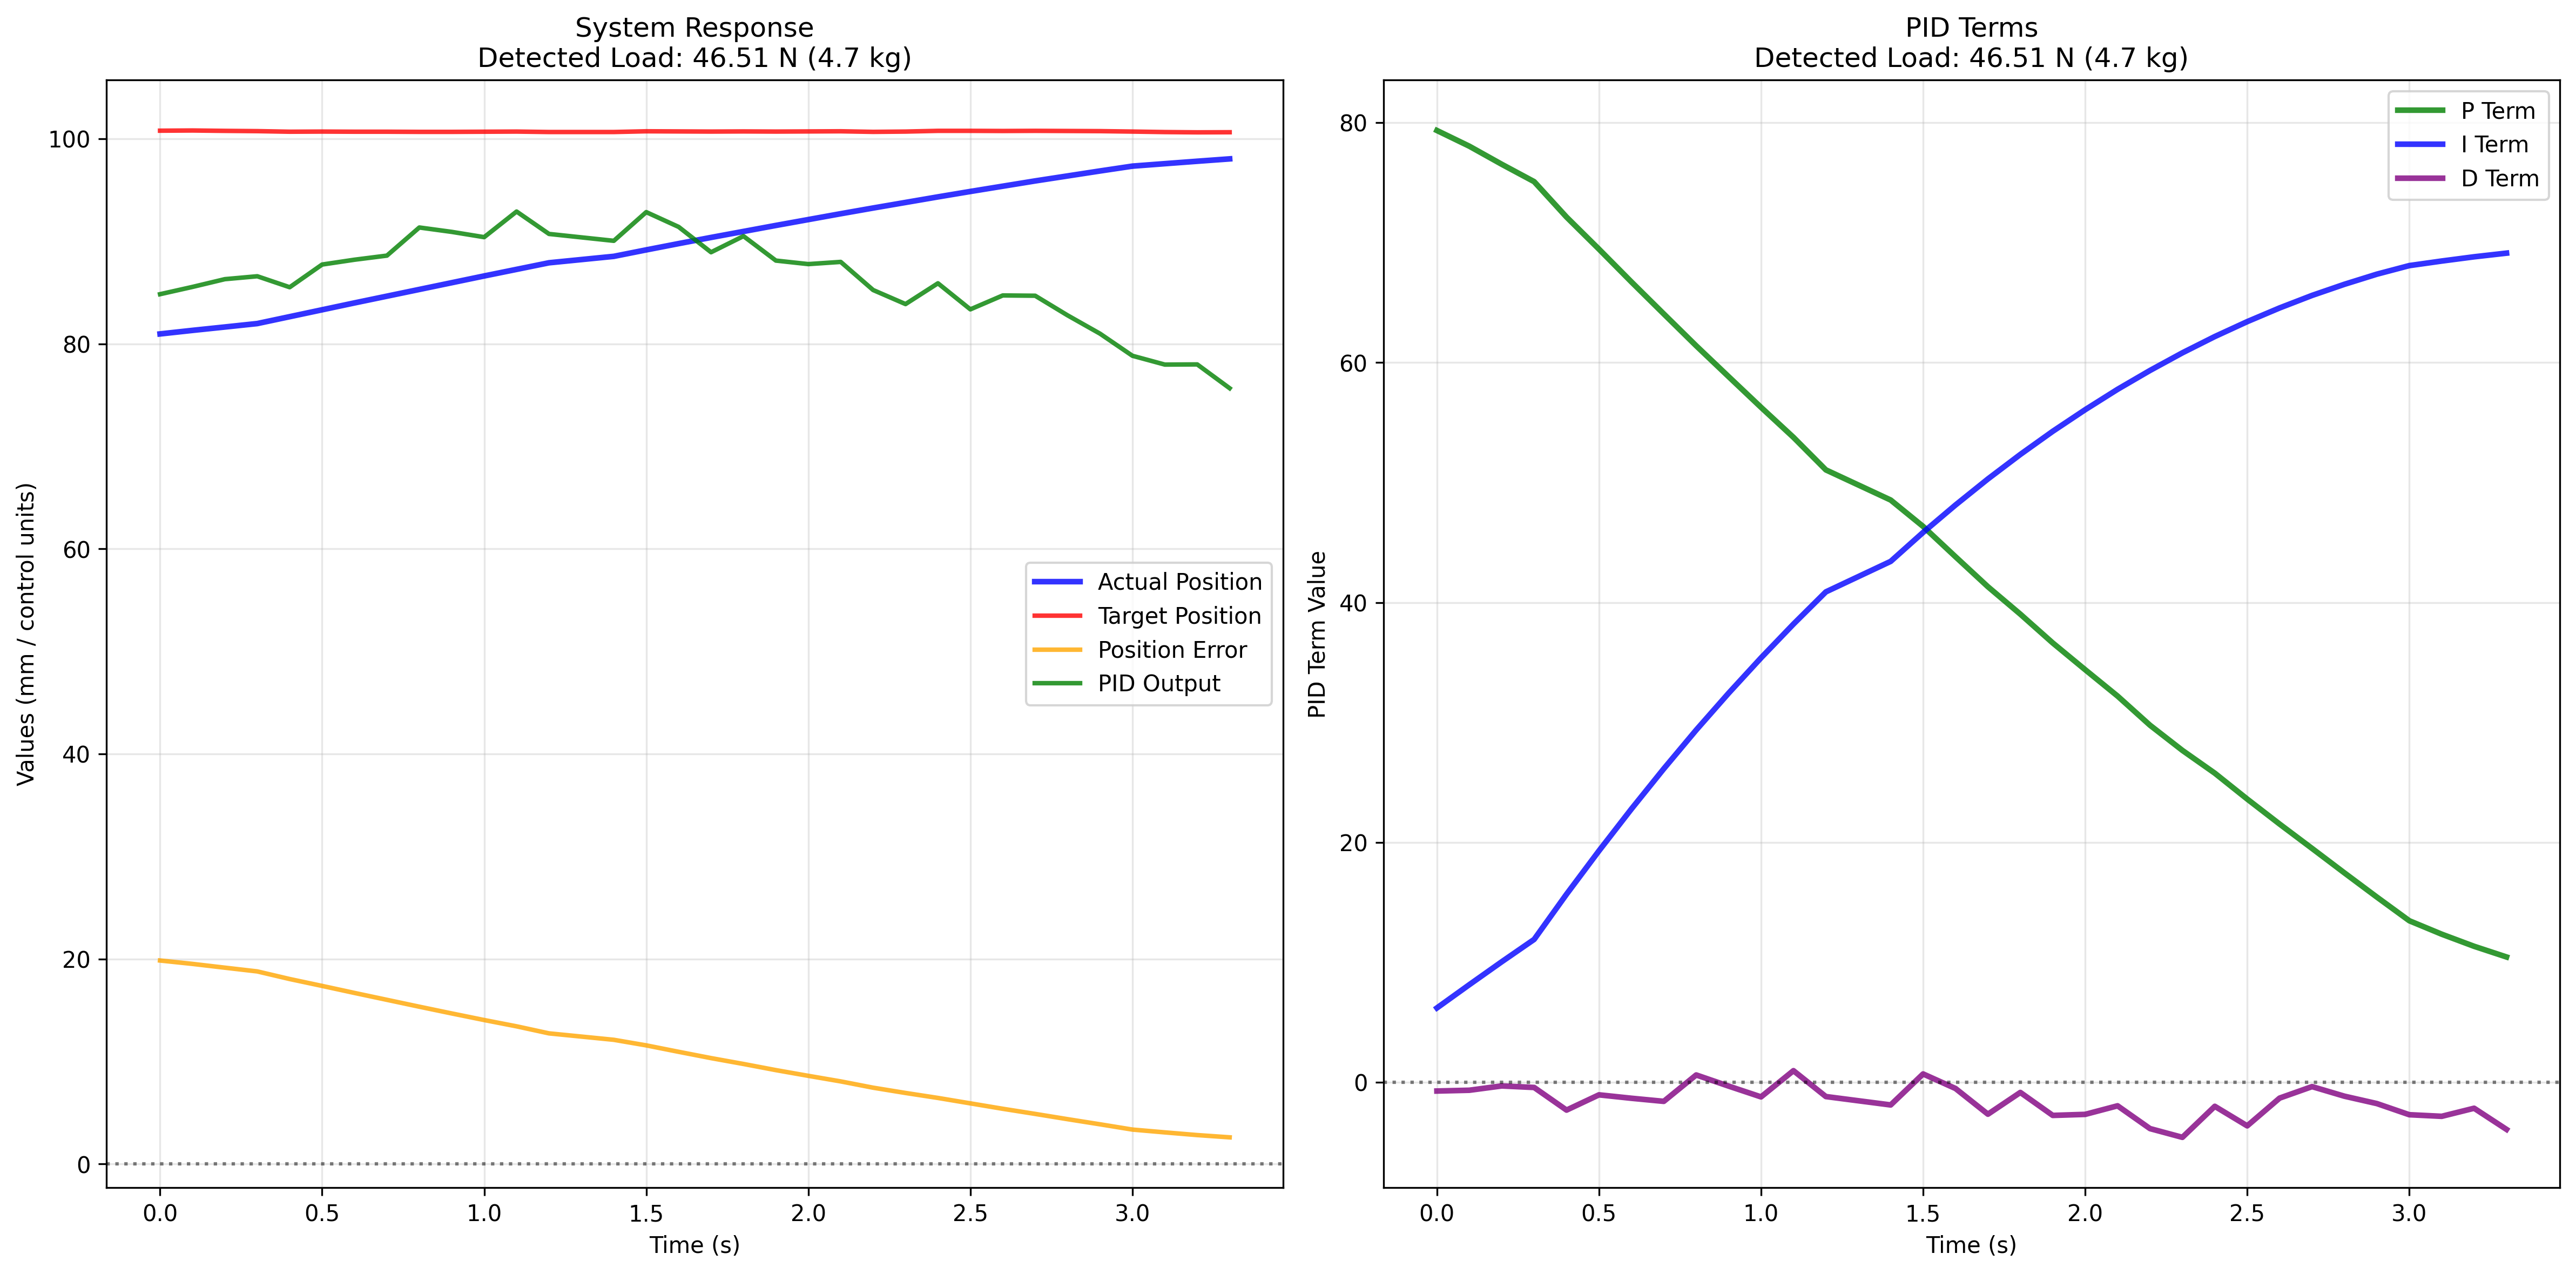 System Response
Detected Load: 46.51 N (4.7 kg)
Values (mm / control units)
100
80
60
40
20
0
Actual Position
Target Position
Position Error
PID Output
0.0 0.5 1.0 1.5 2.0 2.5 3.0
Time (s)
PID Terms
Detected Load: 46.51 N (4.7 kg)
PID Term Value
80
60
40
20
0
P Term
I Term
D Term
0.0 0.5 1.0 1.5 2.0 2.5 3.0
Time (s)